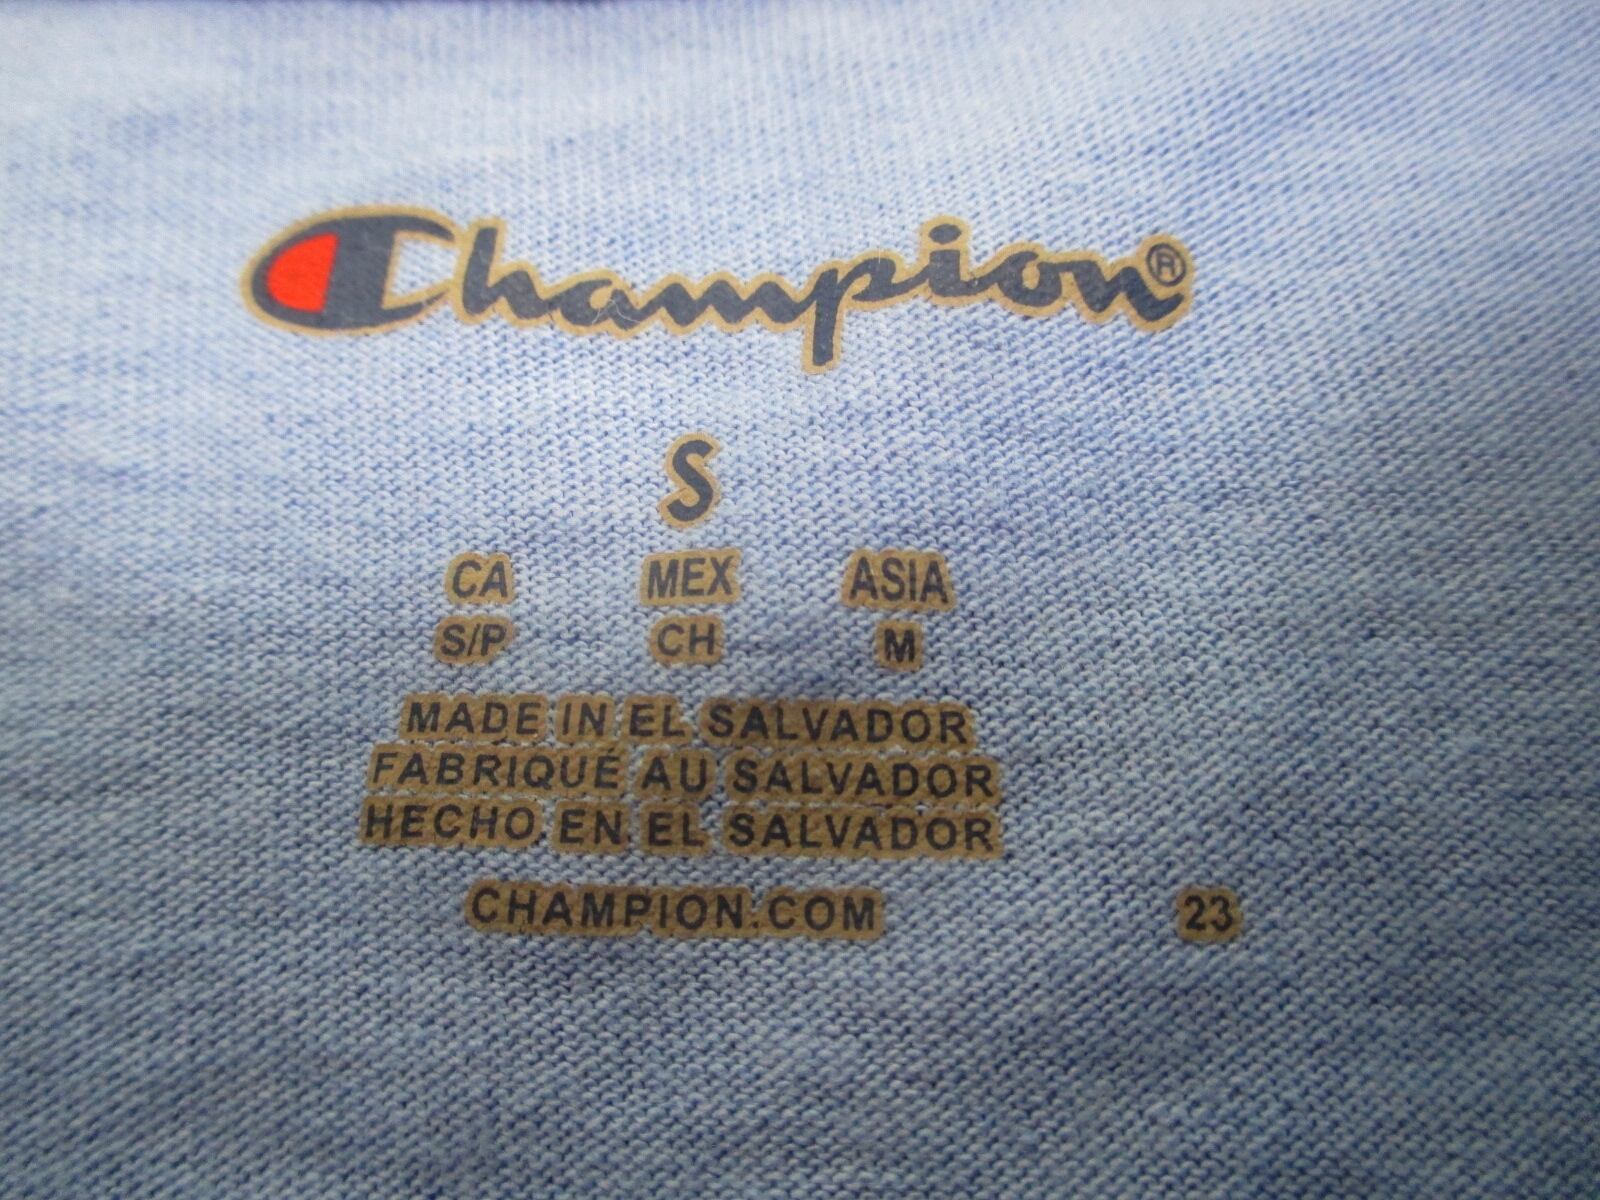 Champion®
S
CA MEX ASIA
S/P CH M
MADE IN EL SALVADOR
FABRIQUÉ AU SALVADOR
HECHO EN EL SALVADOR
CHAMPION.COM 23